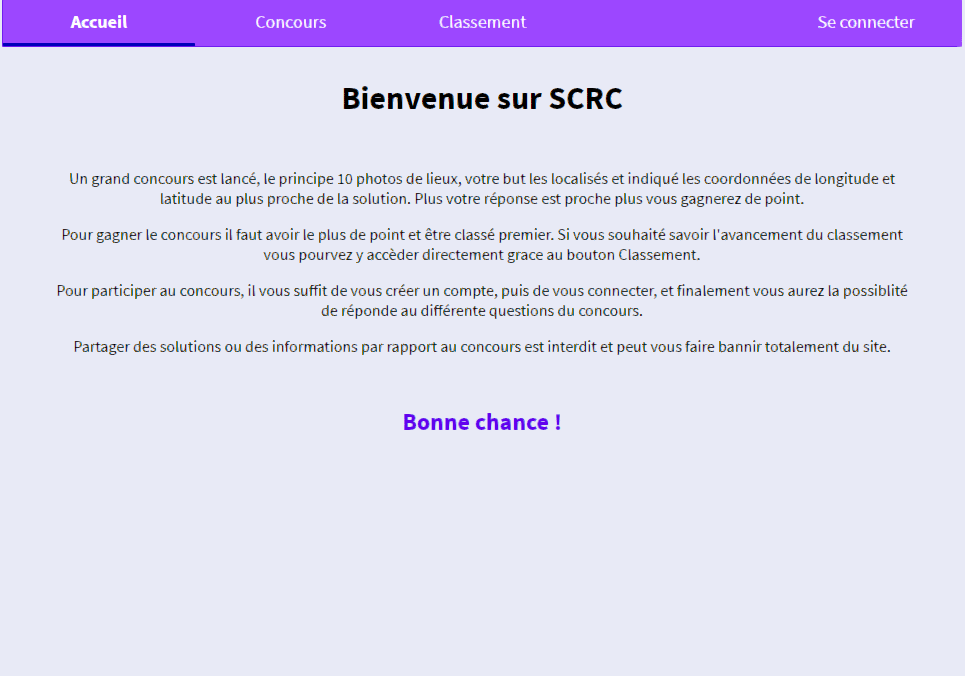 Accueil Concours Classement Se connecter
Bienvenue sur SCRC
Un grand concours est lancé, le principe 10 photos de lieux, votre but les localisés et indiqué les coordonnées de longitude et
latitude au plus proche de la solution. Plus votre réponse est proche plus vous gagnerez de point.
Pour gagner le concours il faut avoir le plus de point et être classé premier. Si vous souhaité savoir l'avancement du classement
vous pourvez y accèder directement grace au bouton Classement.
Pour participer au concours, il vous suffit de vous créer un compte, puis de vous connecter, et finalement vous aurez la possiblité
de réponde au différente questions du concours.
Partager des solutions ou des informations par rapport au concours est interdit et peut vous faire bannir totalement du site.
Bonne chance !